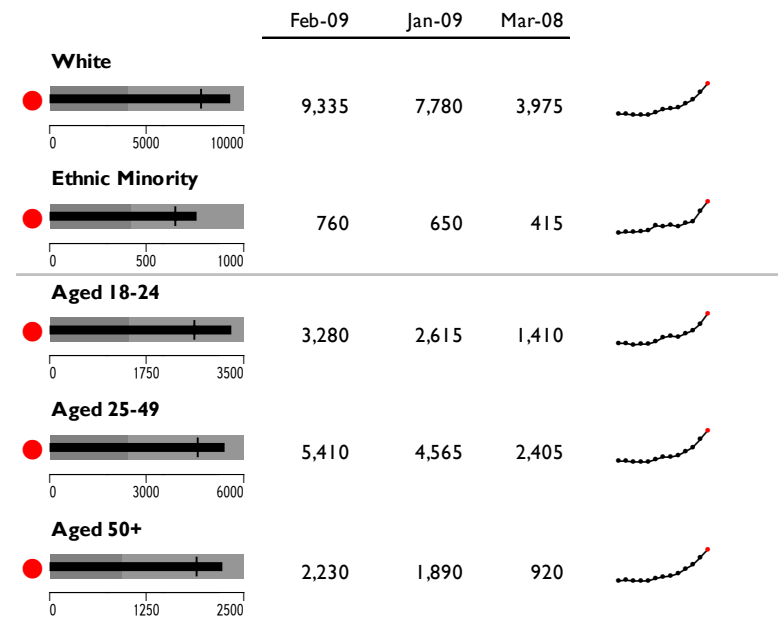 Feb-09 Jan-09 Mar-08
White
9,335 7,780 3,975
0 5000 10000
Ethnic Minority
760 650 415
0 500 1000
Aged 18-24
3,280 2,615 1,410
0 1750 3500
Aged 25-49
5,410 4,565 2,405
0 3000 6000
Aged 50+
2,230 1,890 920
0 1250 2500